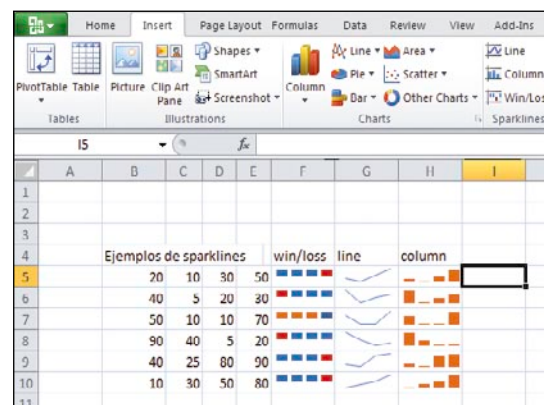 Home Insert Page Layout Formulas Data Review View Add-Ins
PivotTable Table Picture Clip Art Pane Shapes SmartArt Screenshot Column Line Pie Bar Area Scatter Other Charts Line Column Win/Los
Tables Illustrations Charts Sparklines
I5 fx
A B C D E F G H I
1
2
3
4 Ejemplos de sparklines win/loss line column
5 20 10 30 50
6 40 5 20 30
7 50 10 10 70
8 90 40 5 20
9 40 25 80 90
10 10 30 50 80
11